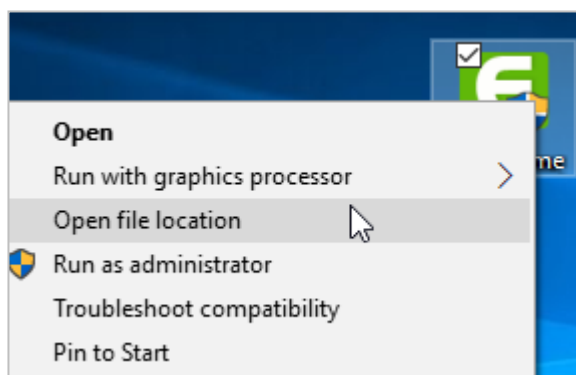 Open
Run with graphics processor
Open file location
Run as administrator
Troubleshoot compatibility
Pin to Start